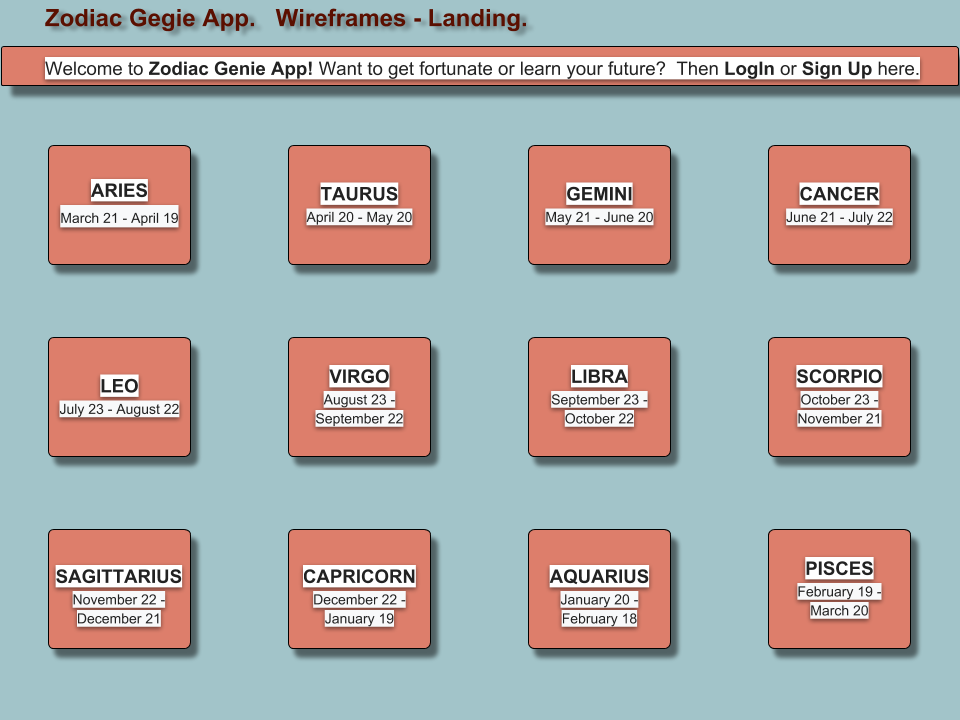 Zodiac Gegie App.   Wireframes - Landing.
Welcome to Zodiac Genie App! Want to get fortunate or learn your future?  Then LogIn or Sign Up here.
ARIES
March 21 - April 19
TAURUS
April 20 - May 20
GEMINI
May 21 - June 20
CANCER
June 21 - July 22
LEO
July 23 - August 22
VIRGO
August 23 -
September 22
LIBRA
September 23 -
October 22
SCORPIO
October 23 -
November 21
SAGITTARIUS
November 22 -
December 21
CAPRICORN
December 22 -
January 19
AQUARIUS
January 20 -
February 18
PISCES
February 19 -
March 20